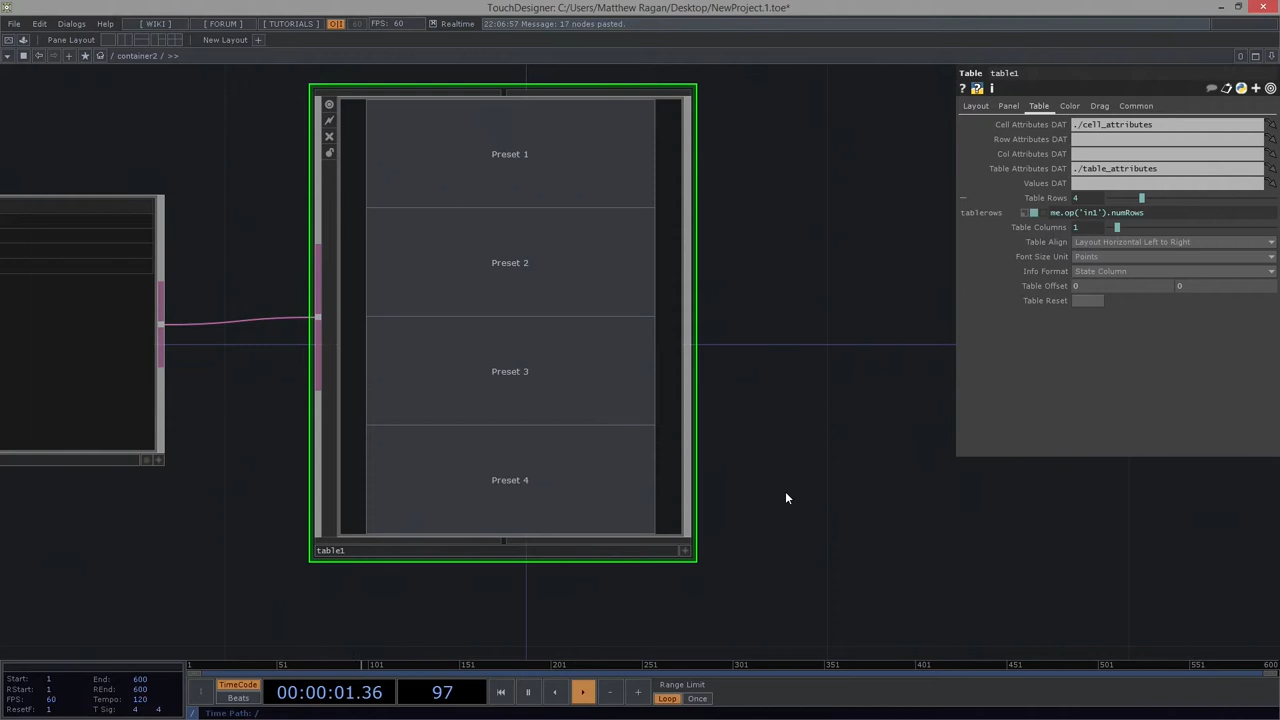 TouchDesigner: C:/Users/Matthew Ragan/Desktop/NewProject.1.toe*
File Edit Dialogs Help [ WIKI ] [ FORUM ] [ TUTORIALS ] O|I 60 FPS: 60 Realtime 22:06:57 Message: 17 nodes pasted.
Pane Layout New Layout +
/ container2 / >>
Table table1
Layout Panel Table Color Drag Common
Cell Attributes DAT ./cell_attributes
Row Attributes DAT
Col Attributes DAT
Table Attributes DAT ./table_attributes
Values DAT
Table Rows 4
tablerows me.op('in1').numRows
Table Columns 1
Table Align Layout Horizontal Left to Right
Font Size Unit Points
Info Format State Column
Table Offset 0 0
Table Reset
Preset 1
Preset 2
Preset 3
Preset 4
table1
1 51 101 151 201 251 301 351 401 451 501 551 600
Start: 1 End: 600
RStart: 1 REnd: 600
FPS: 60 Tempo: 120
ResetF: 1 T Sig: 4 4
TimeCode
Beats
00:00:01.36
97
Range Limit
Loop Once
/ Time Path: /